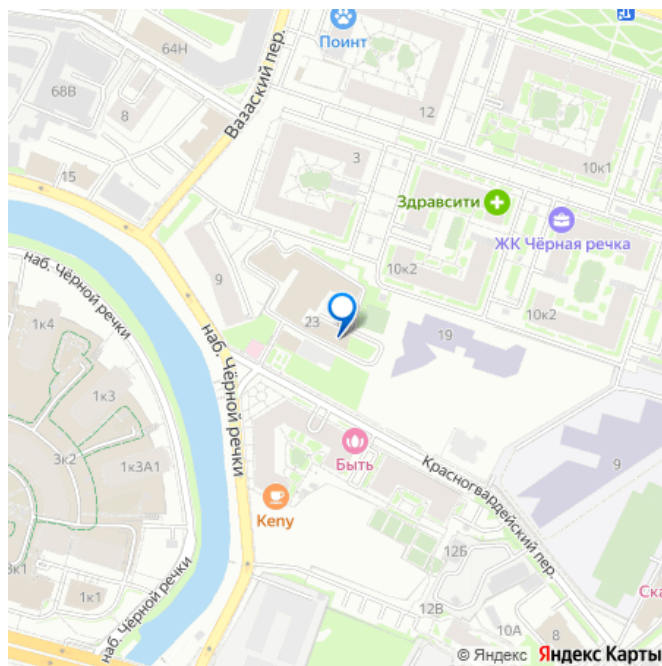 64Н
Поинт
68В
8
Вазаский пер.
12
3
10к1
15
Здравсити
ЖК Чёрная речка
наб. Чёрной речки
9
10к2
1к4
23
19
10к2
наб. Чёрной речки
1к3
3к2
1к3А1
Быть
Красногвардейский пер.
9
Keny
12Б
3к1
1к1
наб. Чёрной речки
12В
10А
8
Ска
© Яндекс Яндекс Карты